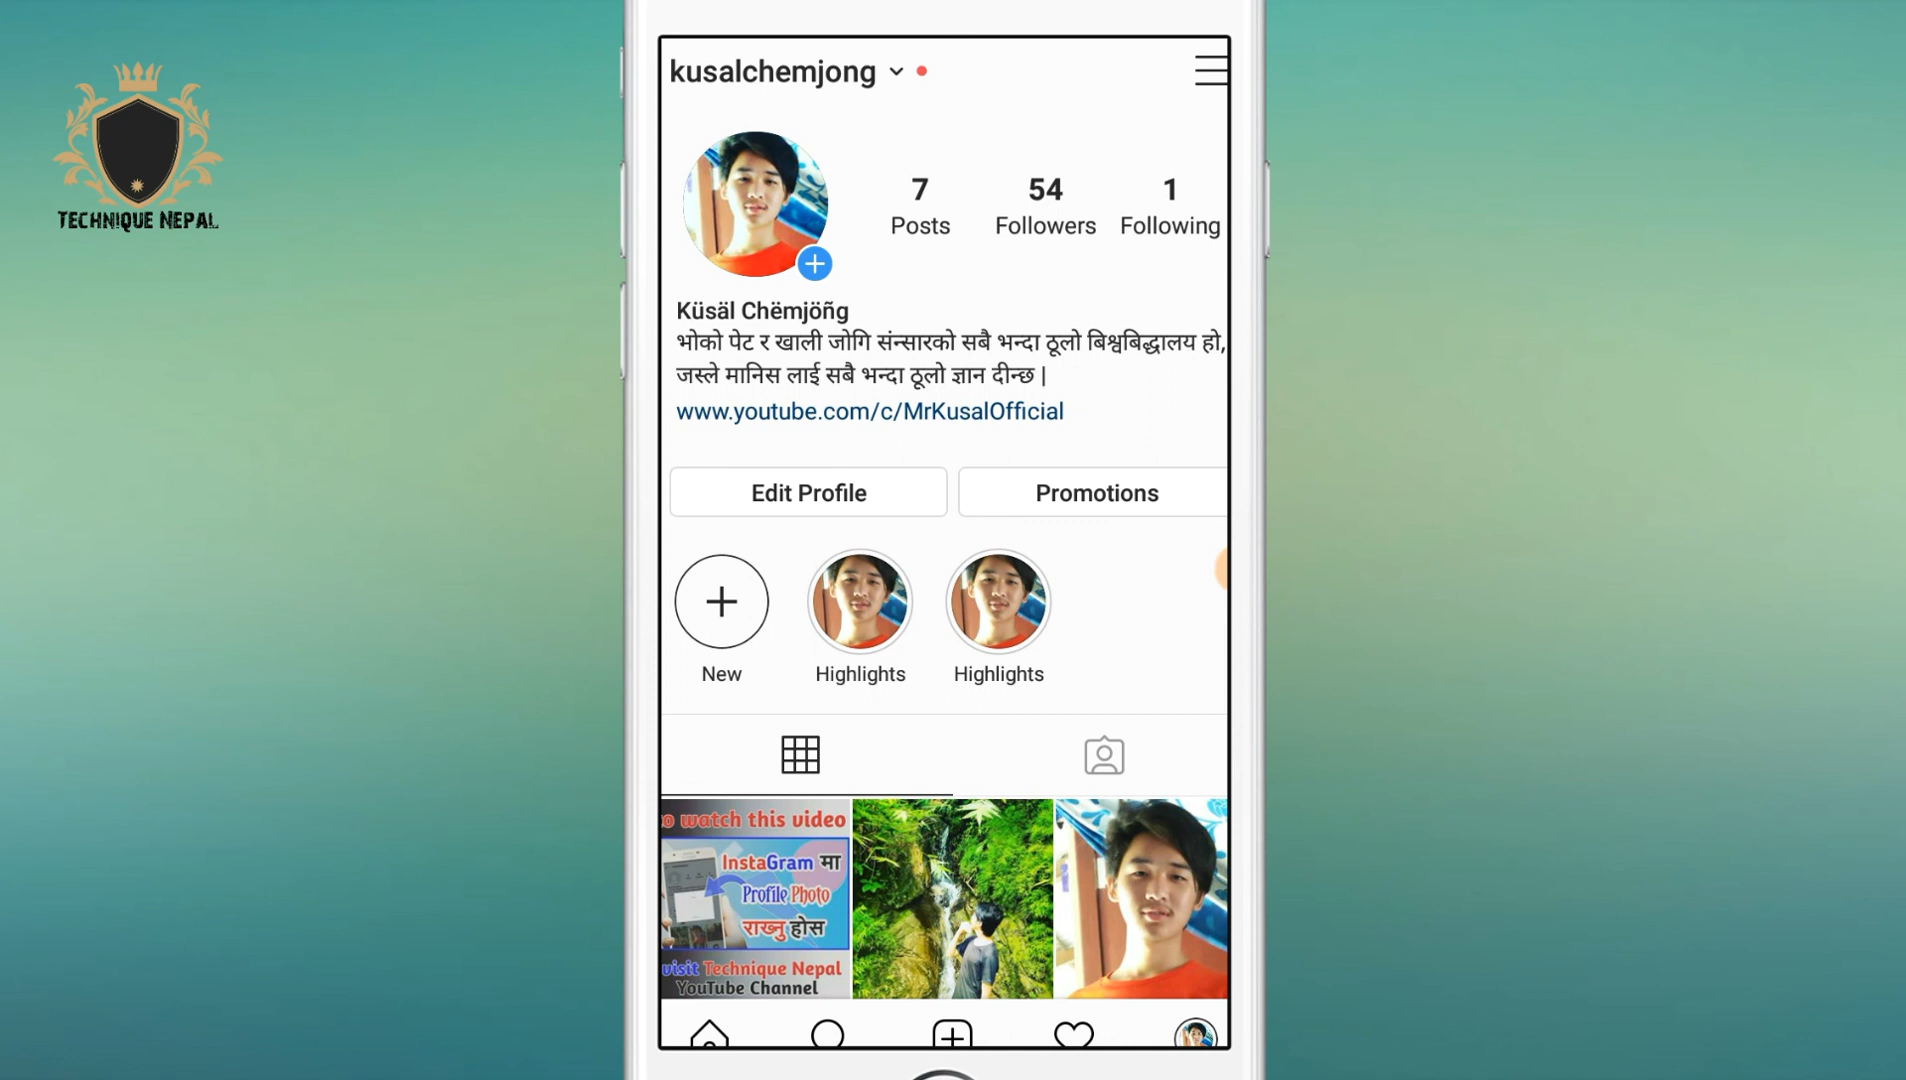 TECHNIQUE NEPAL
kusalchemjong
7
Posts
54
Followers
1
Following
Küsäl Chëmjöñg
भोको पेट र खाली जोगि संन्सारको सबै भन्दा ठूलो बिश्वबिद्धालय हो,
जस्ले मानिस लाई सबै भन्दा ठूलो ज्ञान दीन्छ |
www.youtube.com/c/MrKusalOfficial
Edit Profile
Promotions
New
Highlights
Highlights
o watch this video
InstaGram मा
Profile Photo
राख्नु होस
visit Technique Nepal
YouTube Channel